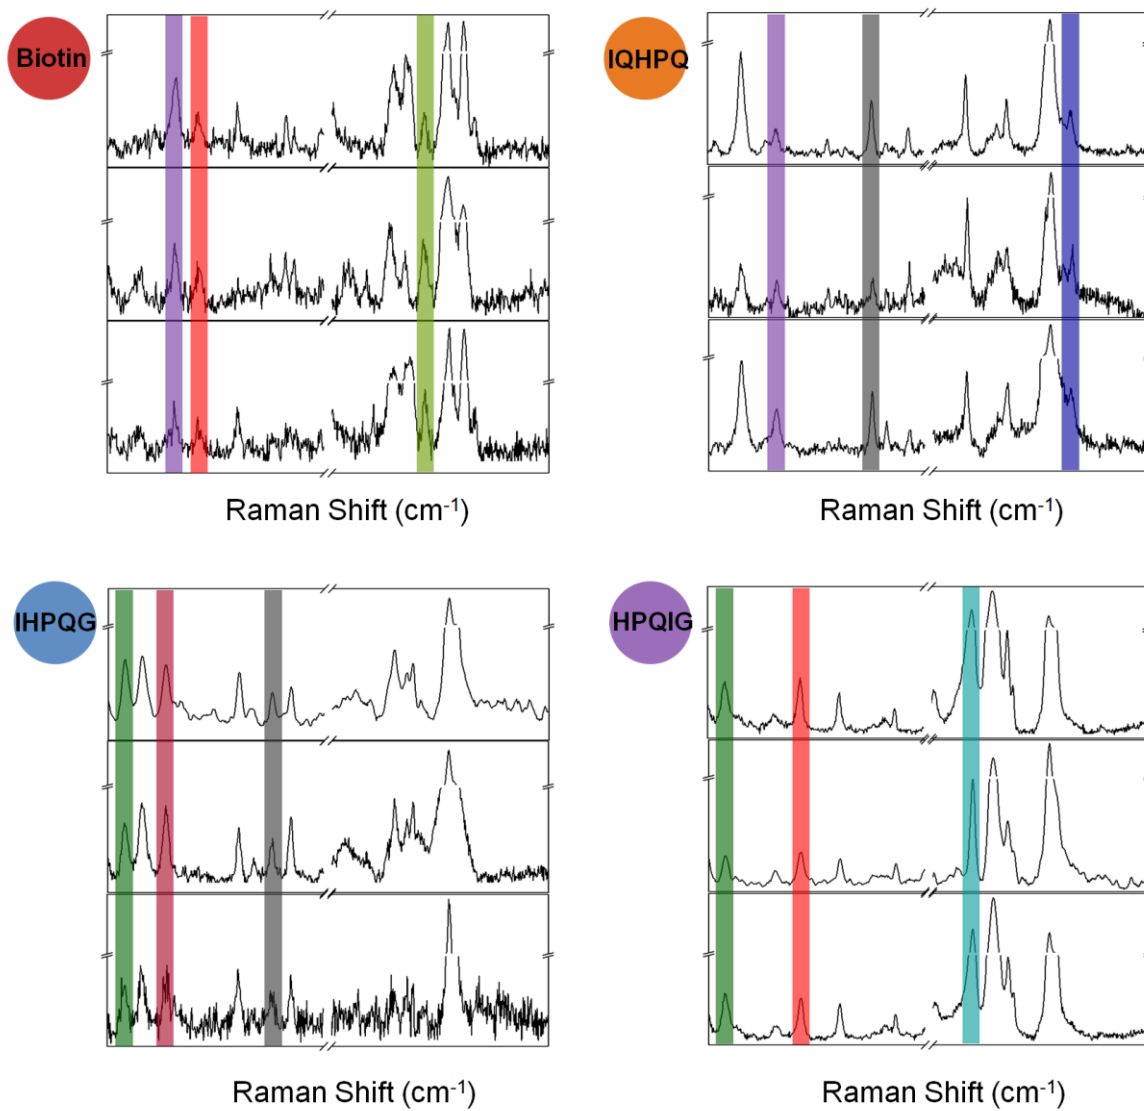 Biotin
IQHPQ
Raman Shift (cm-1)
Raman Shift (cm-1)
IHPQG
HPQIG
Raman Shift (cm-1)
Raman Shift (cm-1)